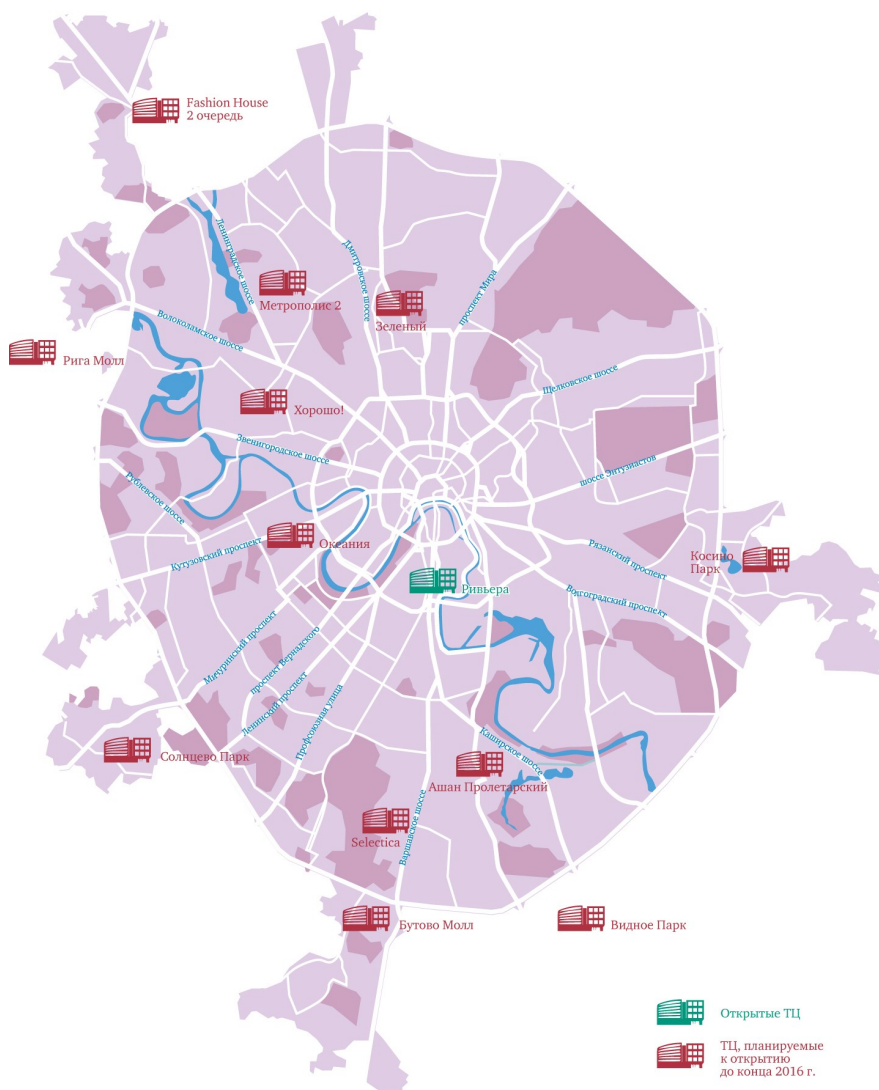 Fashion House
2 очередь
Ленинградское шоссе
Дмитровское шоссе
проспект Мира
Метрополис 2
Зеленый
Волоколамское шоссе
Рига Молл
Щелковское шоссе
Хорошо!
Звенигородское шоссе
шоссе Энтузиастов
Рублевское шоссе
Океания
Кутузовский проспект
Рязанский проспект
Косино
Парк
Ривьера
Волгоградский проспект
Мичуринский проспект
проспект Вернадского
Ленинский проспект
Профсоюзная улица
Каширское шоссе
Солнцево Парк
Ашан Пролетарский
Варшавское шоссе
Selectica
Бутово Молл
Видное Парк
Открытые ТЦ
ТЦ, планируемые
к открытию
до конца 2016 г.